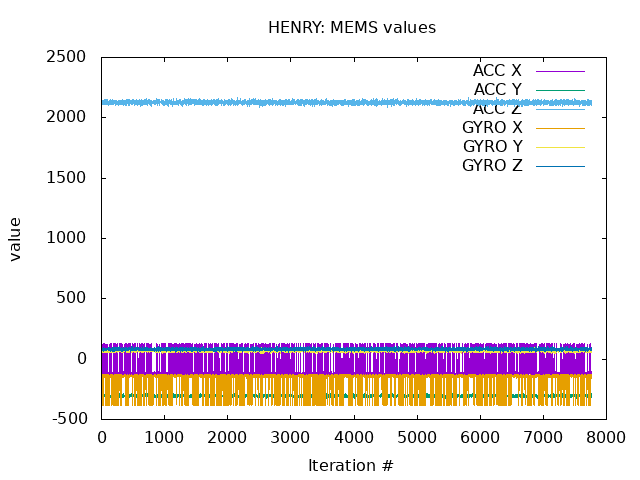 HENRY: MEMS values
2500
2000
1500
1000
500
0
-500
value
ACC X
ACC Y
ACC Z
GYRO X
GYRO Y
GYRO Z
0 1000 2000 3000 4000 5000 6000 7000 8000
Iteration #